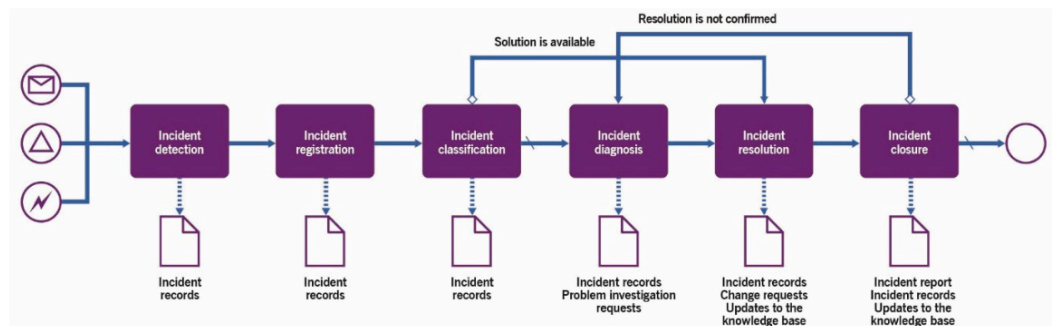 Resolution is not confirmed
Solution is available
Incident
detection
Incident
registration
Incident
classification
Incident
diagnosis
Incident
resolution
Incident
closure
Incident
records
Incident
records
Incident
records
Incident records
Problem investigation
requests
Incident records
Change requests
Updates to the
knowledge base
Incident report
Incident records
Updates to the
knowledge base